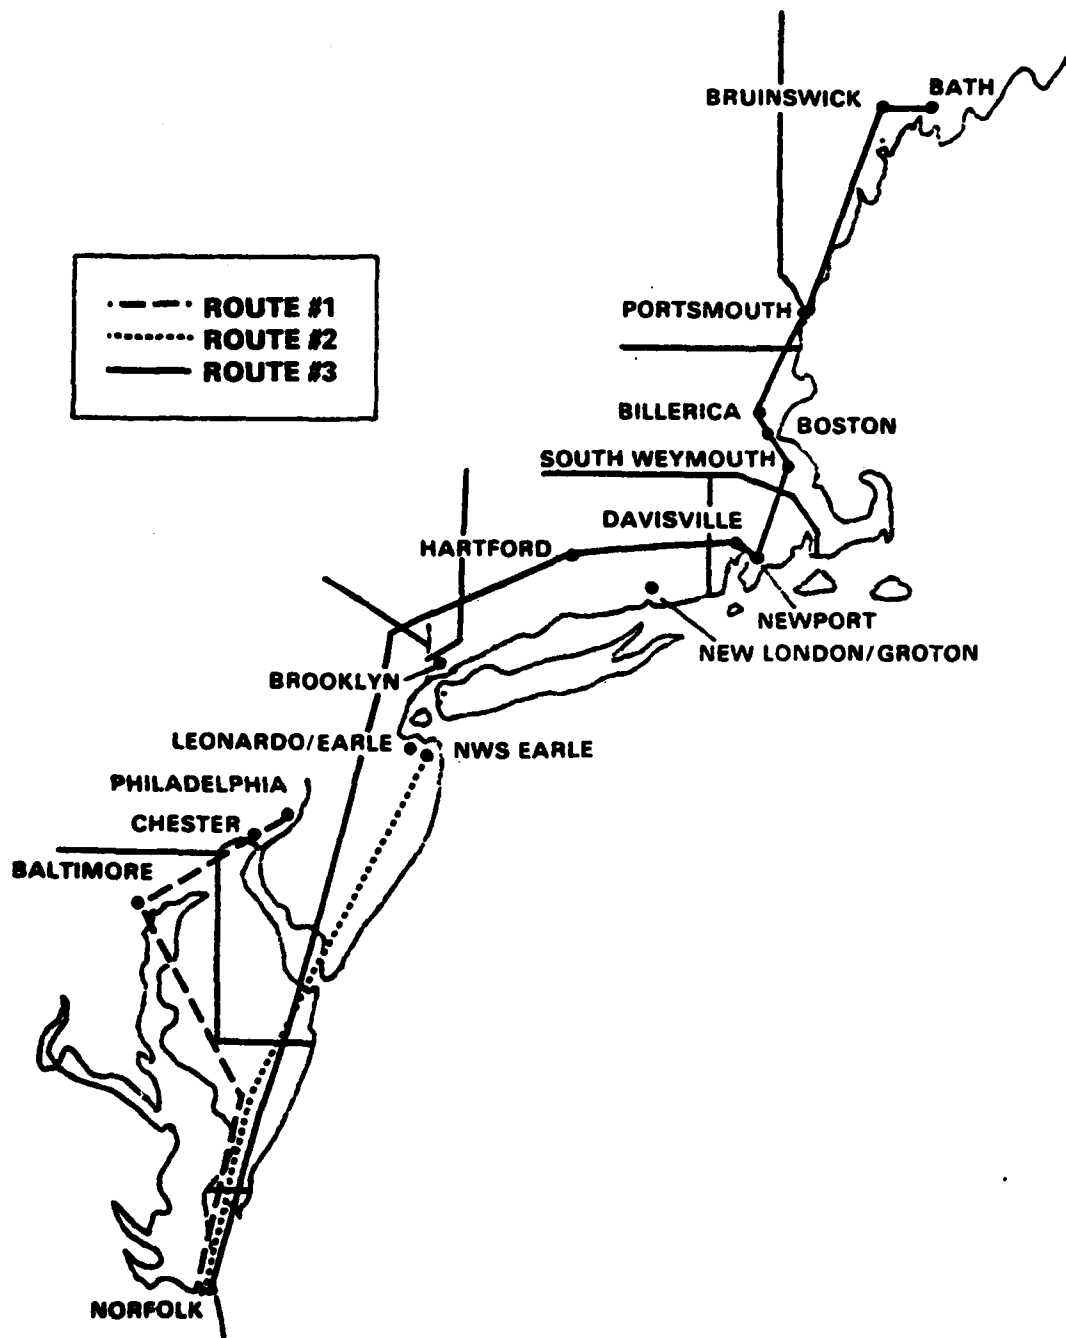 BRUINSWICK
BATH
ROUTE #1
ROUTE #2
ROUTE #3
PORTSMOUTH
BILLERICA
BOSTON
SOUTH WEYMOUTH
DAVISVILLE
HARTFORD
NEWPORT
NEW LONDON/GROTON
BROOKLYN
LEONARDO/EARLE
NWS EARLE
PHILADELPHIA
CHESTER
BALTIMORE
NORFOLK